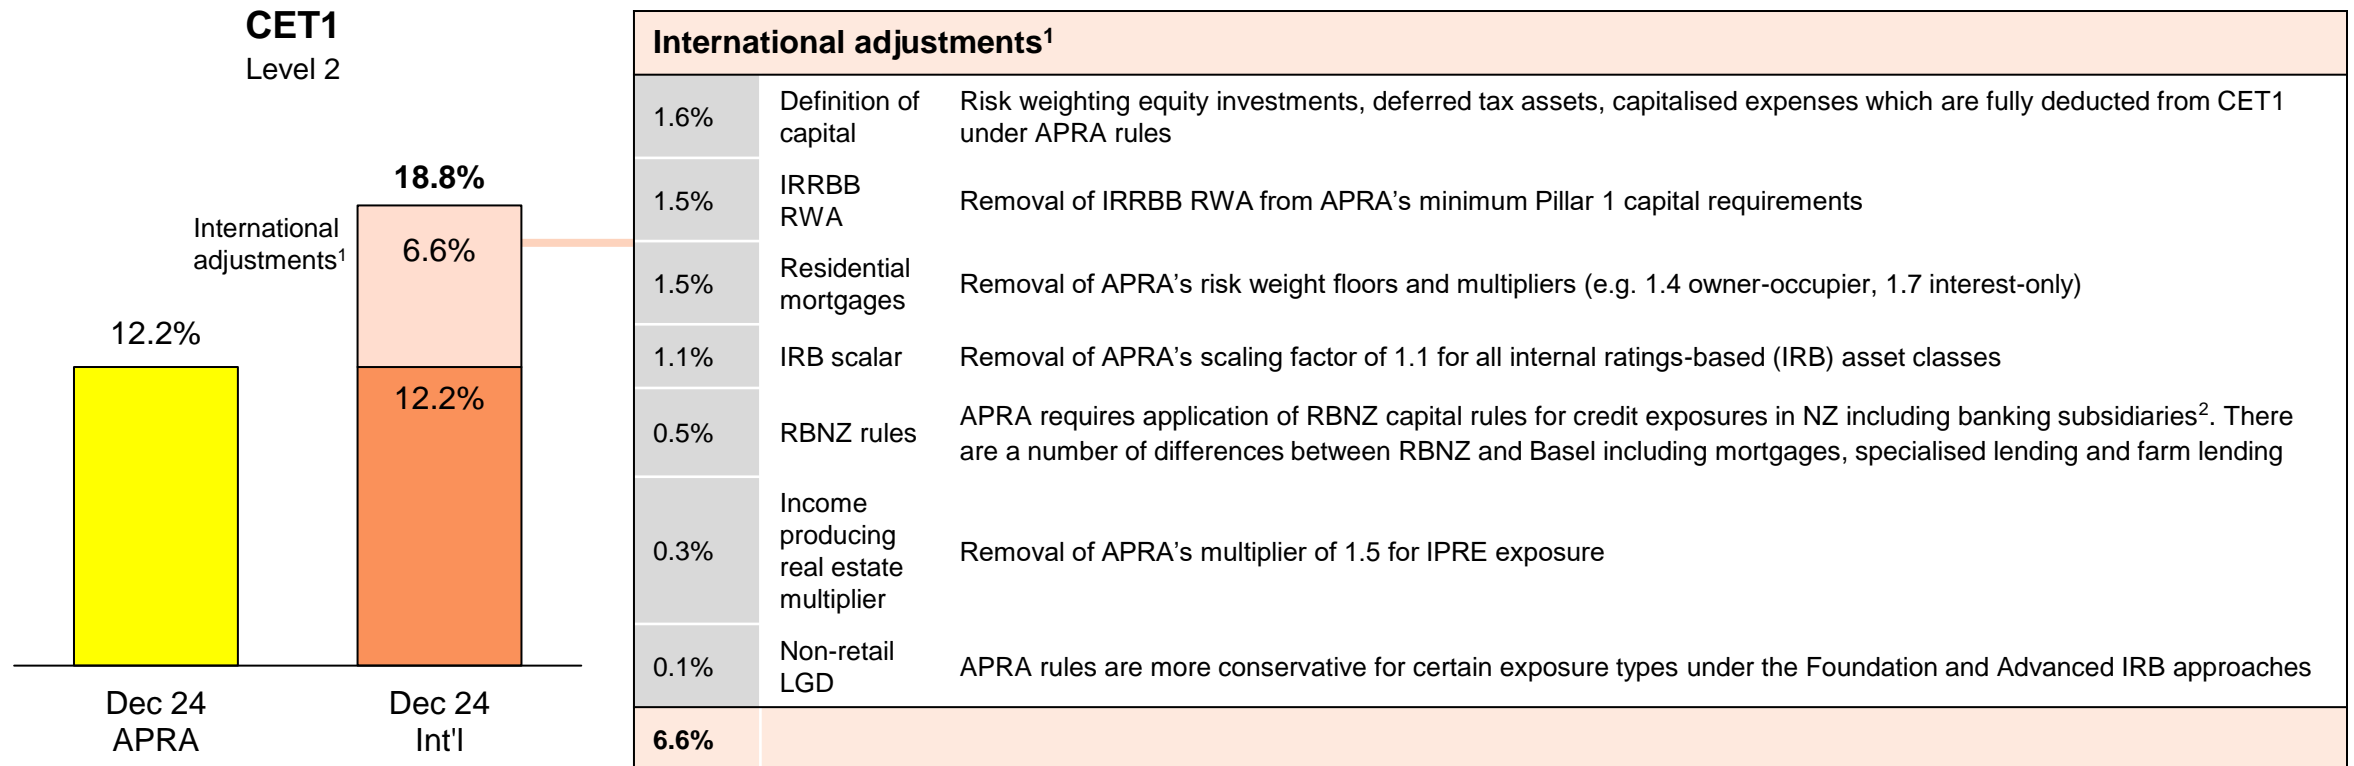 CET1
Level 2
18.8%
International
adjustments1
6.6%
12.2%
12.2%
Dec 24
APRA
Dec 24
Int'l
International adjustments1
1.6%
Definition of
capital
Risk weighting equity investments, deferred tax assets, capitalised expenses which are fully deducted from CET1
under APRA rules
1.5%
IRRBB
RWA
Removal of IRRBB RWA from APRA’s minimum Pillar 1 capital requirements
1.5%
Residential
mortgages
Removal of APRA’s risk weight floors and multipliers (e.g. 1.4 owner-occupier, 1.7 interest-only)
1.1%
IRB scalar
Removal of APRA’s scaling factor of 1.1 for all internal ratings-based (IRB) asset classes
0.5%
RBNZ rules
APRA requires application of RBNZ capital rules for credit exposures in NZ including banking subsidiaries2. There
are a number of differences between RBNZ and Basel including mortgages, specialised lending and farm lending
0.3%
Income
producing
real estate
multiplier
Removal of APRA’s multiplier of 1.5 for IPRE exposure
0.1%
Non-retail
LGD
APRA rules are more conservative for certain exposure types under the Foundation and Advanced IRB approaches
6.6%